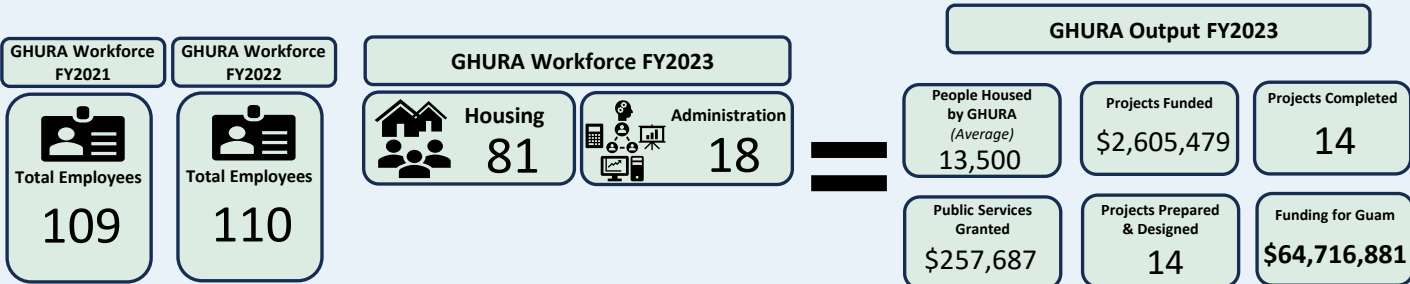 GHURA Workforce
FY2021
Total Employees
109
GHURA Workforce
FY2022
Total Employees
110
GHURA Workforce FY2023
Housing
81
Administration
18
GHURA Output FY2023
People Housed
by GHURA
(Average)
13,500
Projects Funded
$2,605,479
Projects Completed
14
Public Services
Granted
$257,687
Projects Prepared
& Designed
14
Funding for Guam
$64,716,881